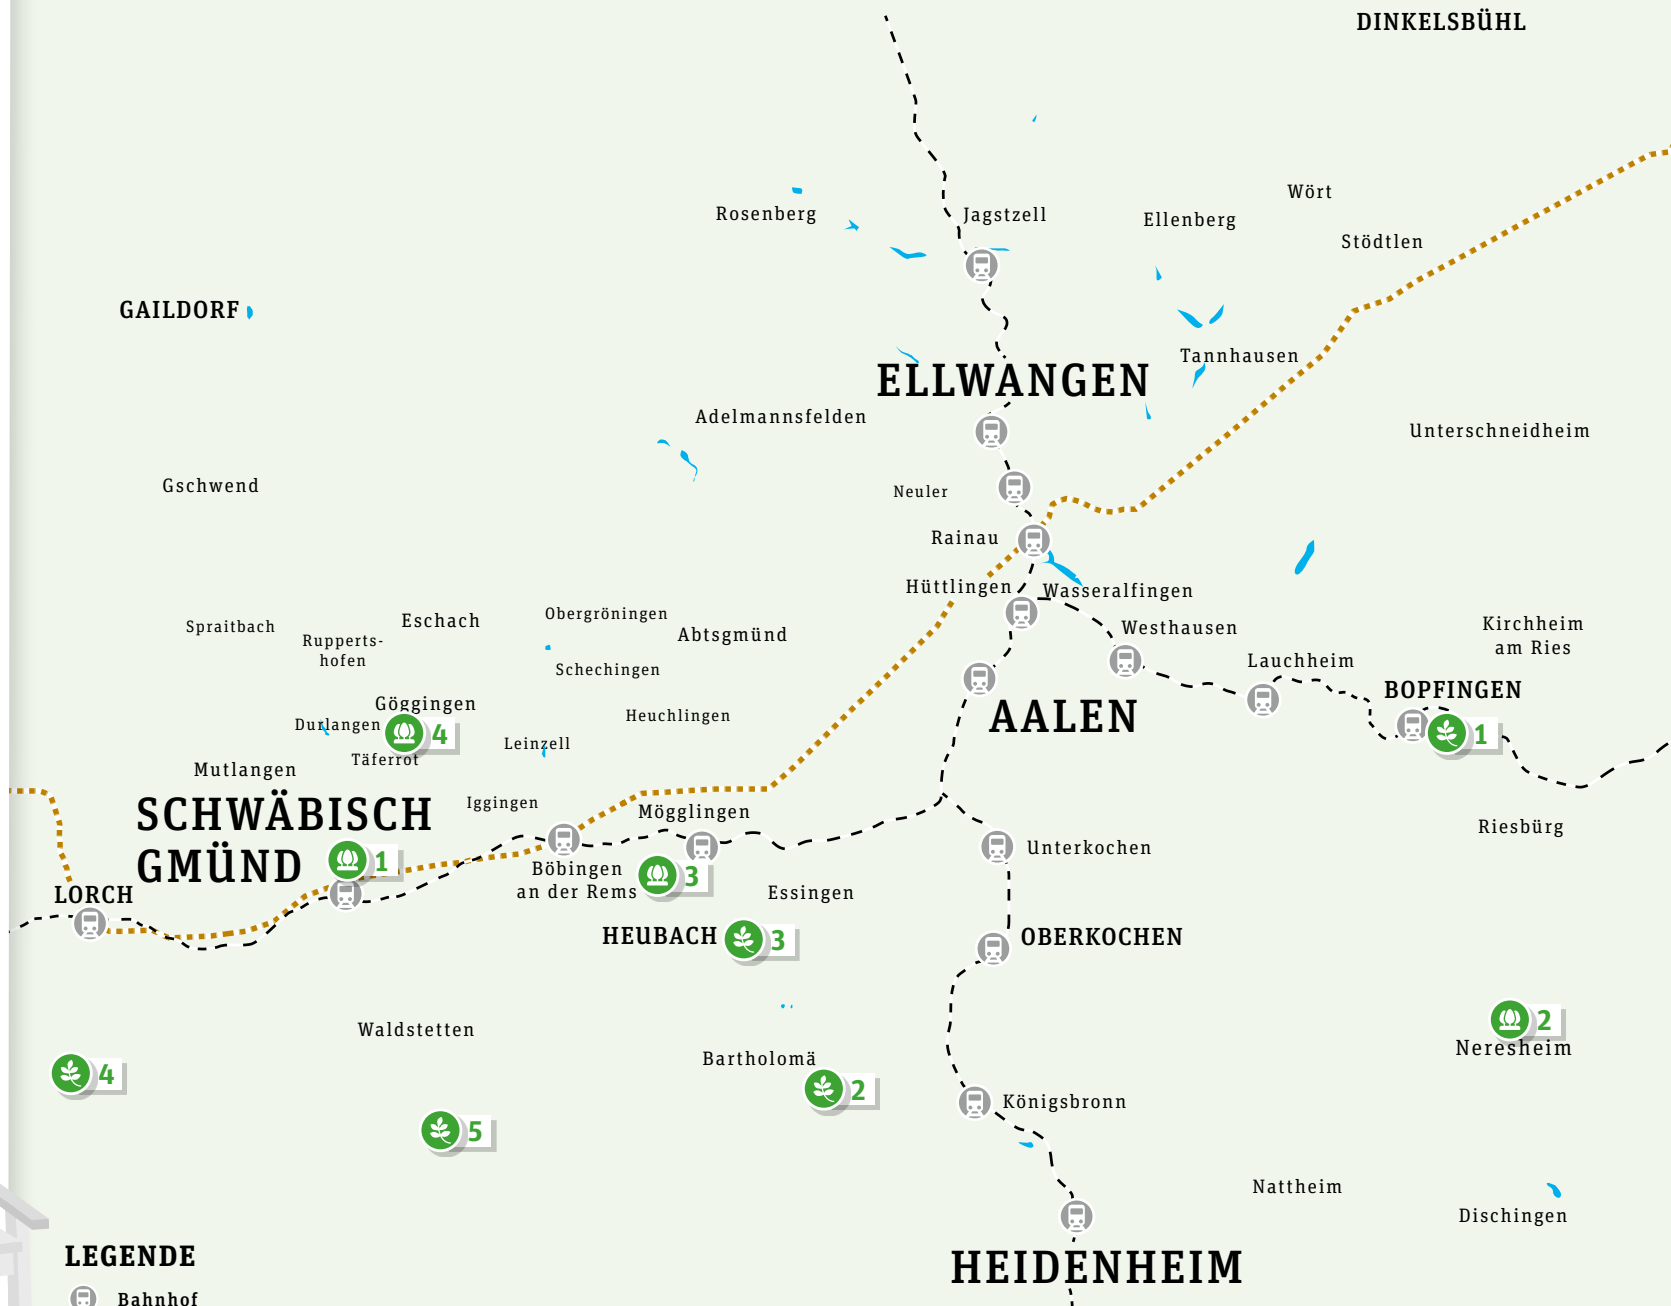 DINKELSBÜHL
Wört
Rosenberg
Jagstzell
Ellenberg
Stödtlen
GAILDORF
Tannhausen
ELLWANGEN
Adelmannsfelden
Unterschneidheim
Gschwend
Neuler
Rainau
Hüttlingen
Wasseralfingen
Spraitbach
Rupperts-
hofen
Eschach
Obergröningen
Abtsgmünd
Westhausen
Kirchheim
am Ries
Schechingen
Lauchheim
BOPFINGEN
1
Göggingen
4
Durlangen
Täferrot
Heuchlingen
Leinzell
AALEN
Mutlangen
Iggingen
Mögglingen
SCHWÄBISCH
GMÜND
1
Riesbürg
Unterkochen
Böbingen
an der Rems
3
Essingen
LORCH
HEUBACH
3
OBERKOCHEN
Waldstetten
2
Neresheim
Bartholomä
2
4
5
Königsbronn
Nattheim
Dischingen
HEIDENHEIM
LEGENDE
Bahnhof